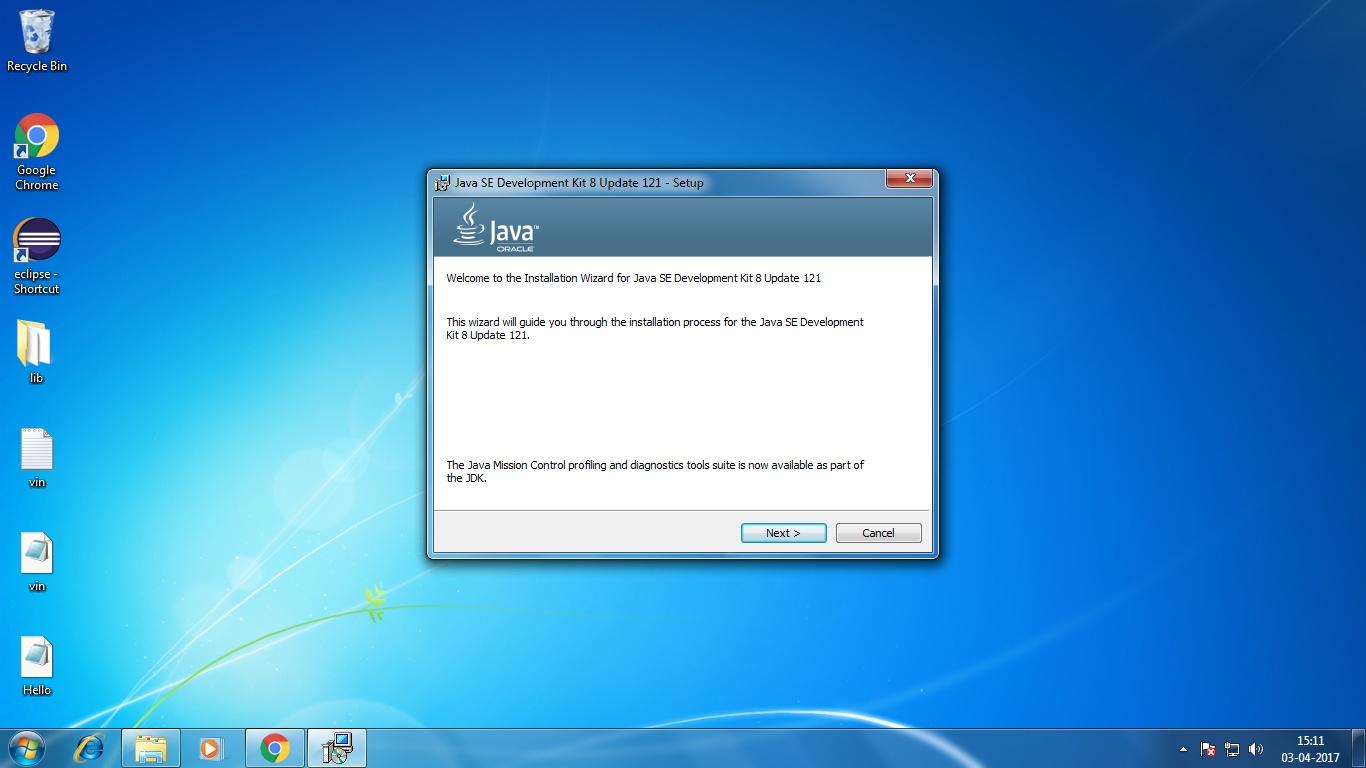 Recycle Bin
Google
Chrome
eclipse -
Shortcut
lib
vin
vin
Hello
Java SE Development Kit 8 Update 121 - Setup
Java™
ORACLE
Welcome to the Installation Wizard for Java SE Development Kit 8 Update 121
This wizard will guide you through the installation process for the Java SE Development
Kit 8 Update 121.
The Java Mission Control profiling and diagnostics tools suite is now available as part of
the JDK.
Next >
Cancel
15:11
03-04-2017